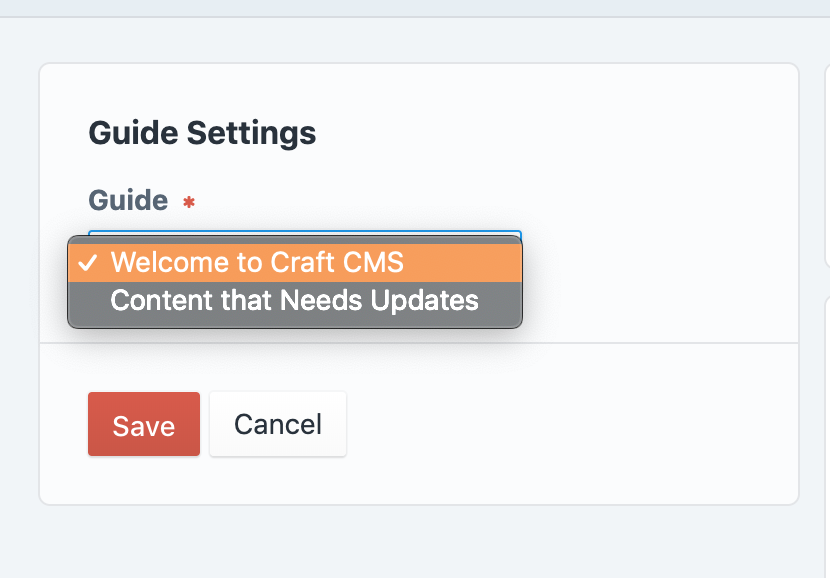 Guide Settings
Guide *
✓ Welcome to Craft CMS
Content that Needs Updates
Save
Cancel